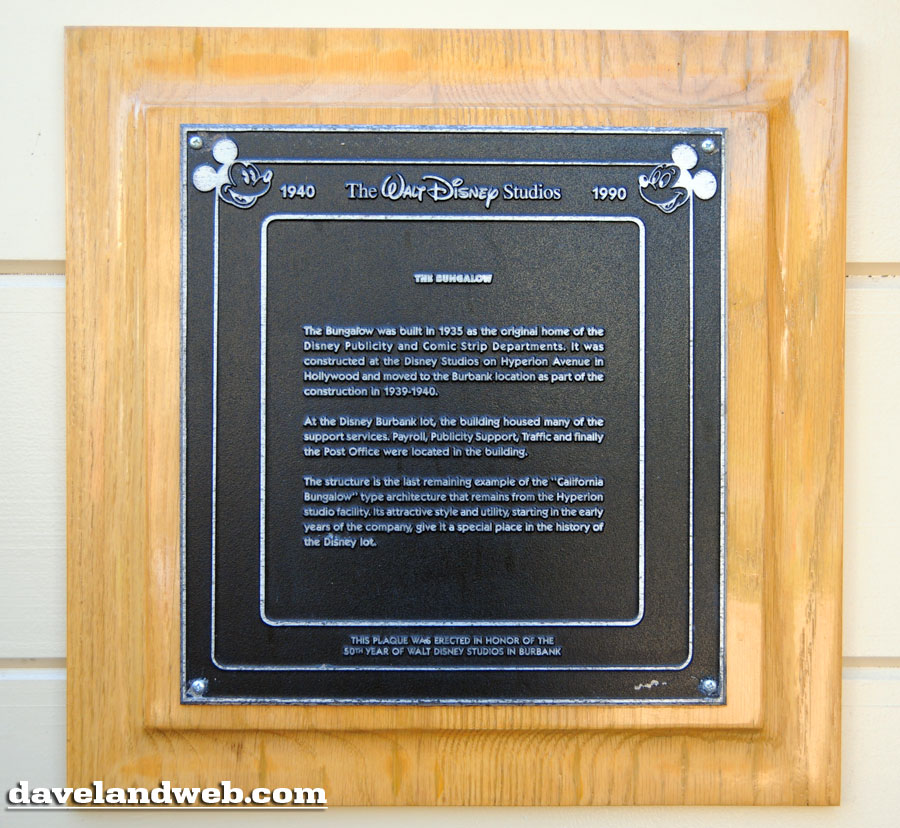 1940 The Walt Disney Studios 1990
THE BUNGALOW
The Bungalow was built in 1935 as the original home of the
Disney Publicity and Comic Strip Departments. It was
constructed at the Disney Studios on Hyperion Avenue in
Hollywood and moved to the Burbank location as part of the
construction in 1939-1940.
At the Disney Burbank lot, the building housed many of the
support services. Payroll, Publicity Support, Traffic and finally
the Post Office were located in the building.
The structure is the last remaining example of the "California
Bungalow" type architecture that remains from the Hyperion
studio facility. Its attractive style and utility, starting in the early
years of the company, give it a special place in the history of
the Disney lot.
THIS PLAQUE WAS ERECTED IN HONOR OF THE
50TH YEAR OF WALT DISNEY STUDIOS IN BURBANK
davelandweb.com